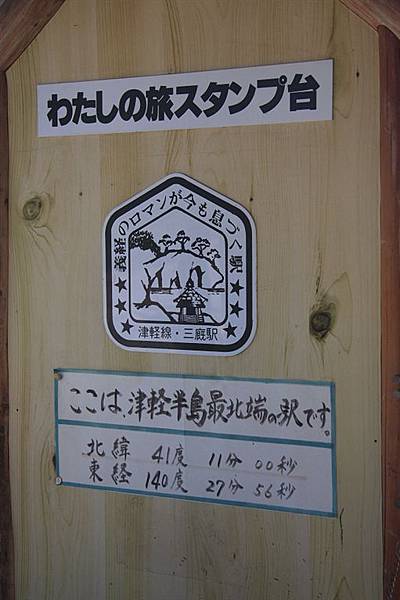 わたしの旅スタンプ台
義経のロマンが今も息づく駅
津軽線・三厩駅
ここは、津軽半島最北端の駅です。
北緯 41度 11分 00秒
東経 140度 27分 56秒